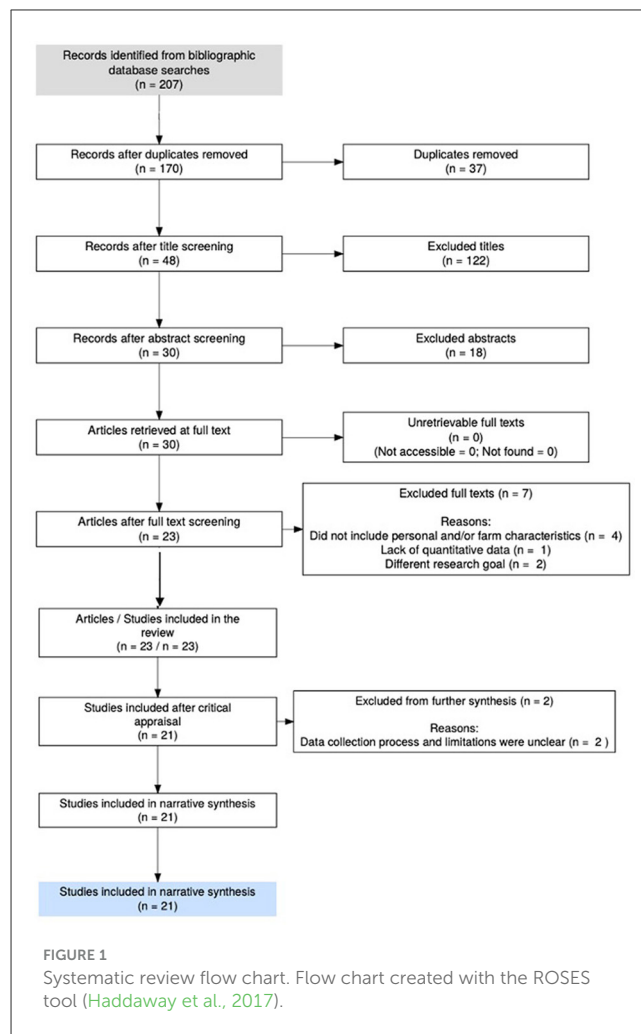 Records identified from bibliographic
database searches
(n = 207)
Records after duplicates removed
(n = 170)
Duplicates removed
(n = 37)
Records after title screening
(n = 48)
Excluded titles
(n = 122)
Records after abstract screening
(n = 30)
Excluded abstracts
(n = 18)
Articles retrieved at full text
(n = 30)
Unretrievable full texts
(n = 0)
(Not accessible = 0; Not found = 0)
Articles after full text screening
(n = 23)
Excluded full texts (n = 7)
Reasons:
Did not include personal and/or farm characteristics (n = 4)
Lack of quantitative data (n = 1)
Different research goal (n = 2)
Articles / Studies included in the
review
(n = 23 / n = 23)
Studies included after critical
appraisal
(n = 21)
Excluded from further synthesis (n = 2)
Reasons:
Data collection process and limitations were unclear (n = 2 )
Studies included in narrative synthesis
(n = 21)
Studies included in narrative synthesis
(n = 21)
FIGURE 1
Systematic review flow chart. Flow chart created with the ROSES
tool (Haddaway et al., 2017).